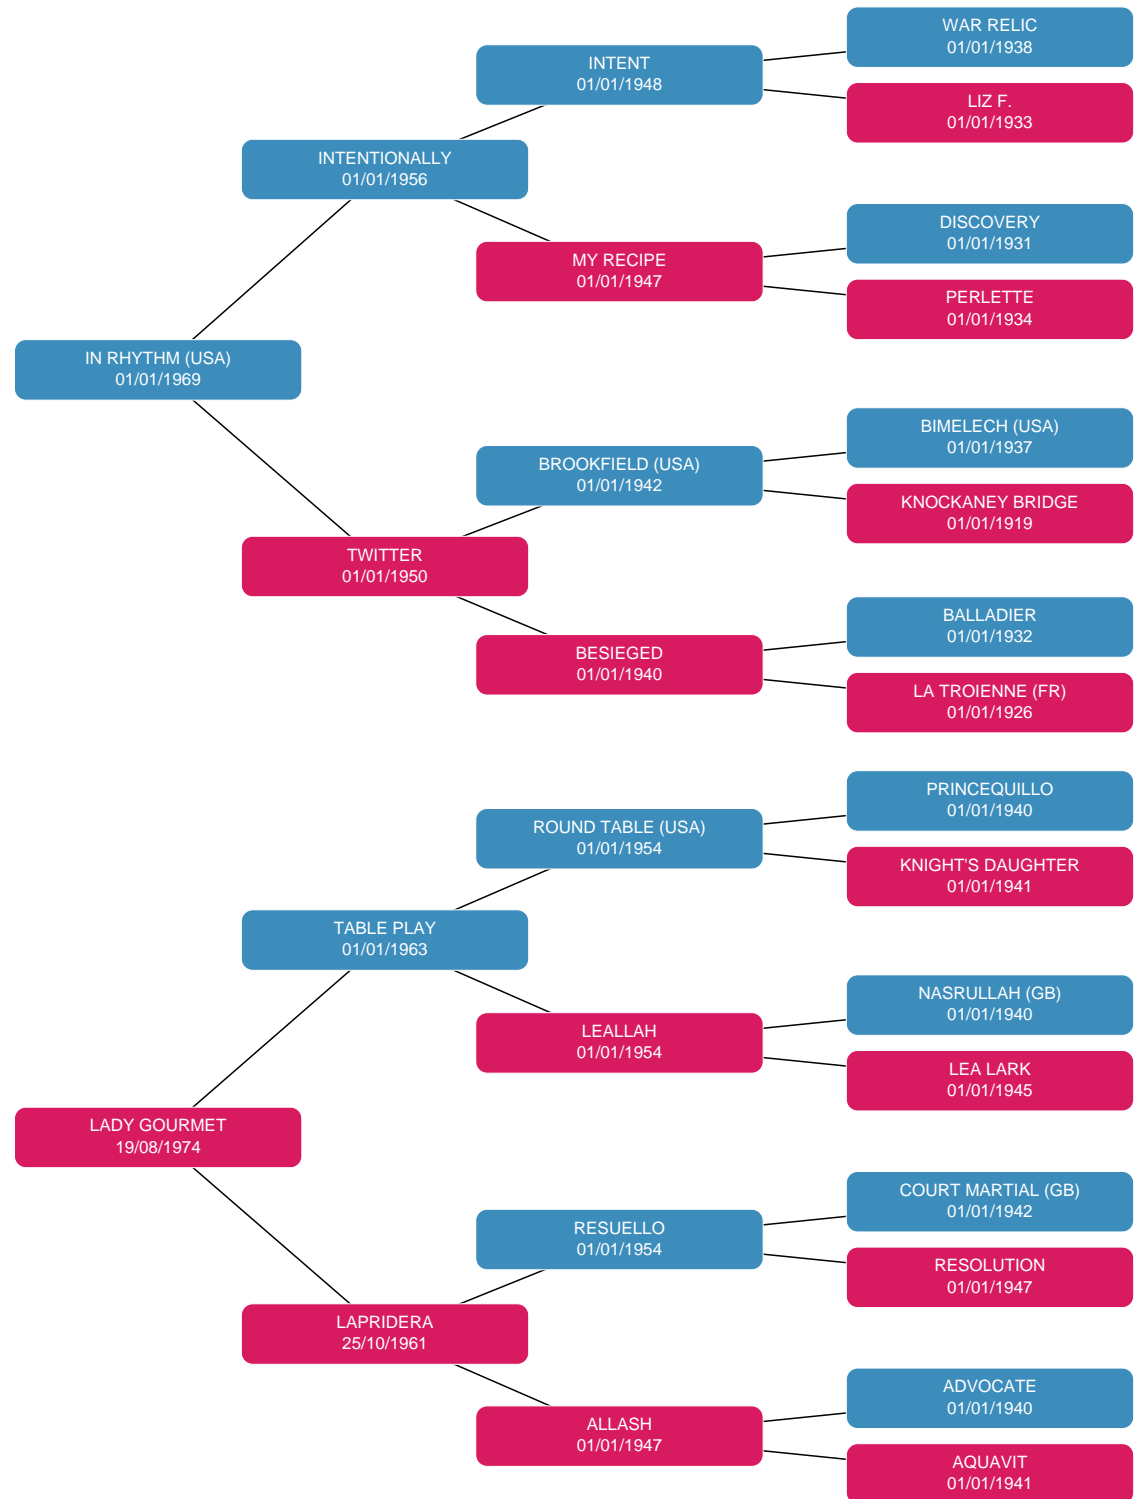 WAR RELIC
01/01/1938
INTENT
01/01/1948
LIZ F.
01/01/1933
INTENTIONALLY
01/01/1956
DISCOVERY
01/01/1931
MY RECIPE
01/01/1947
PERLETTE
01/01/1934
IN RHYTHM (USA)
01/01/1969
BIMELECH (USA)
01/01/1937
BROOKFIELD (USA)
01/01/1942
KNOCKANEY BRIDGE
01/01/1919
TWITTER
01/01/1950
BALLADIER
01/01/1932
BESIEGED
01/01/1940
LA TROIENNE (FR)
01/01/1926
PRINCEQUILLO
01/01/1940
ROUND TABLE (USA)
01/01/1954
KNIGHT'S DAUGHTER
01/01/1941
TABLE PLAY
01/01/1963
NASRULLAH (GB)
01/01/1940
LEALLAH
01/01/1954
LEA LARK
01/01/1945
LADY GOURMET
19/08/1974
COURT MARTIAL (GB)
01/01/1942
RESUELLO
01/01/1954
RESOLUTION
01/01/1947
LAPRIDERA
25/10/1961
ADVOCATE
01/01/1940
ALLASH
01/01/1947
AQUAVIT
01/01/1941